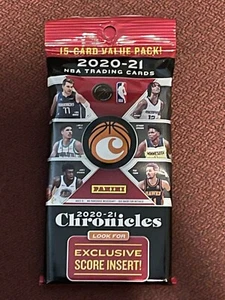 15-CARD VALUE PACK!
2020-21
NBA TRADING CARDS
PANINI
2020-21
Chronicles
LOOK FOR
EXCLUSIVE
SCORE INSERT!